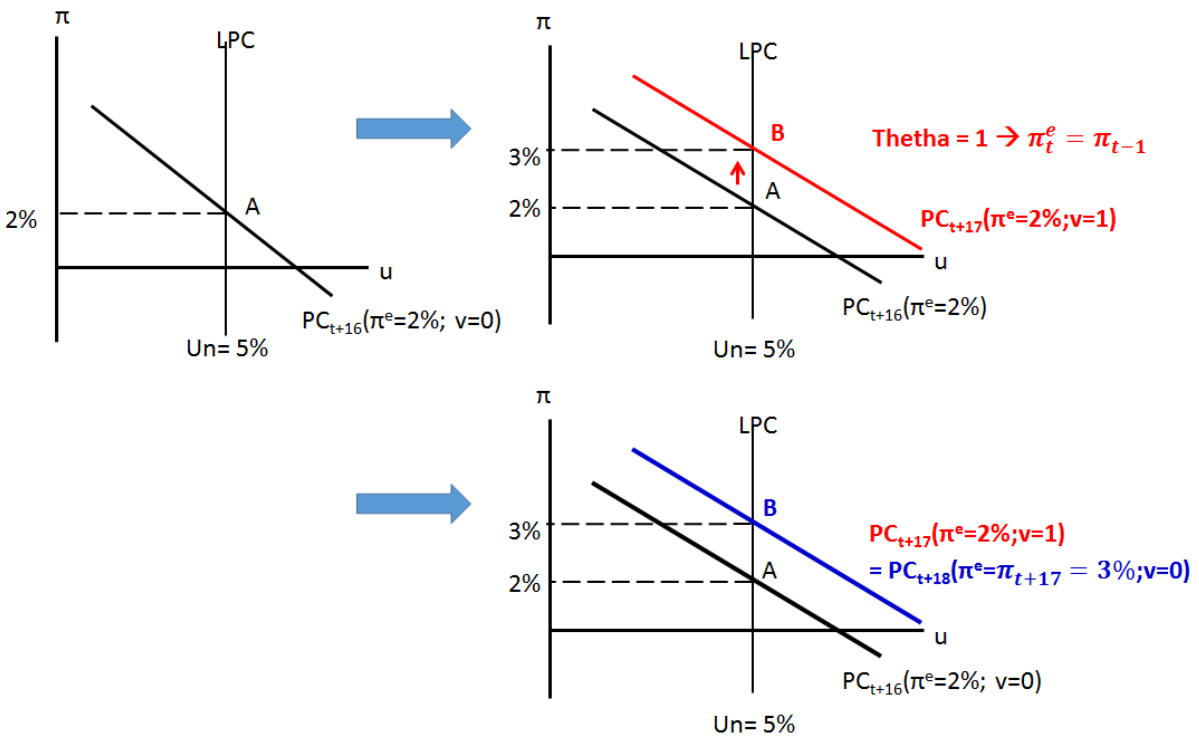 π
LPC
A
2%
u
PCt+16(πᵉ=2%; v=0)
Un= 5%
π
LPC
B
3%
A
2%
Thetha = 1 → πₜᵉ = πₜ₋₁
PCt+17(πᵉ=2%;v=1)
u
PCt+16(πᵉ=2%)
Un= 5%
π
LPC
B
3%
A
2%
PCt+17(πᵉ=2%;v=1)
= PCt+18(πᵉ=πt+17 = 3%;v=0)
u
PCt+16(πᵉ=2%; v=0)
Un= 5%